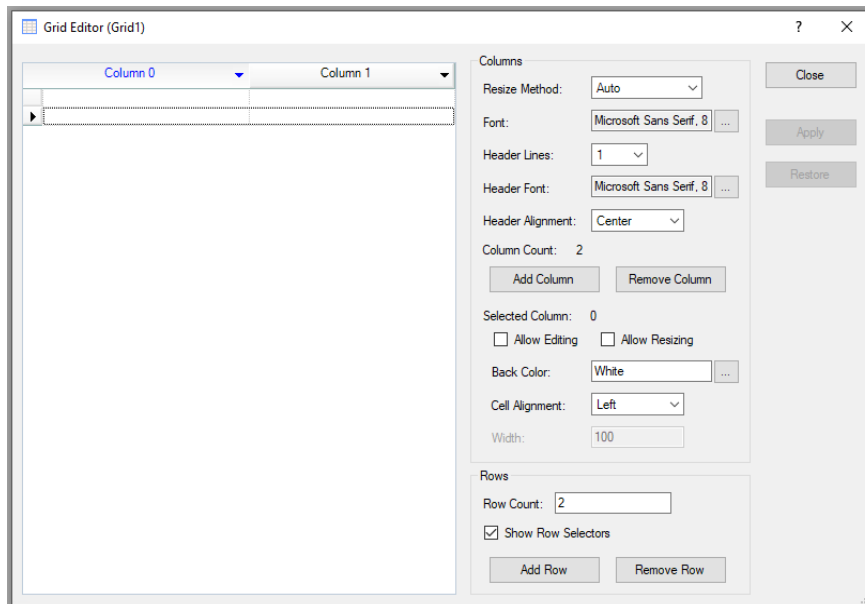 Grid Editor (Grid1)
?
Column 0
Column 1
Columns
Resize Method: Auto
Font: Microsoft Sans Serif, 8 ...
Header Lines: 1
Header Font: Microsoft Sans Serif, 8 ...
Header Alignment: Center
Column Count: 2
Add Column
Remove Column
Selected Column: 0
Allow Editing
Allow Resizing
Back Color: White ...
Cell Alignment: Left
Width: 100
Rows
Row Count: 2
Show Row Selectors
Add Row
Remove Row
Close
Apply
Restore